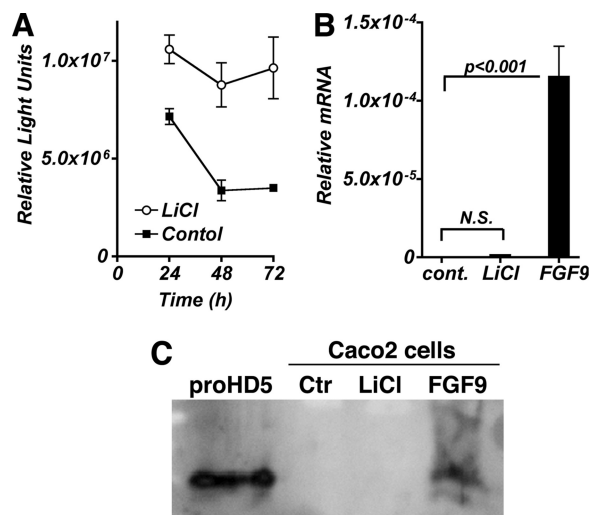 A
Relative Light Units
1.0x10⁷
5.0x10⁶
0
LiCl
Contol
0 24 48 72
Time (h)
B
Relative mRNA
1.5x10⁻⁴
1.0x10⁻⁴
5.0x10⁻⁵
0
p<0.001
N.S.
cont. LiCl FGF9
C
Caco2 cells
proHD5 Ctr LiCl FGF9